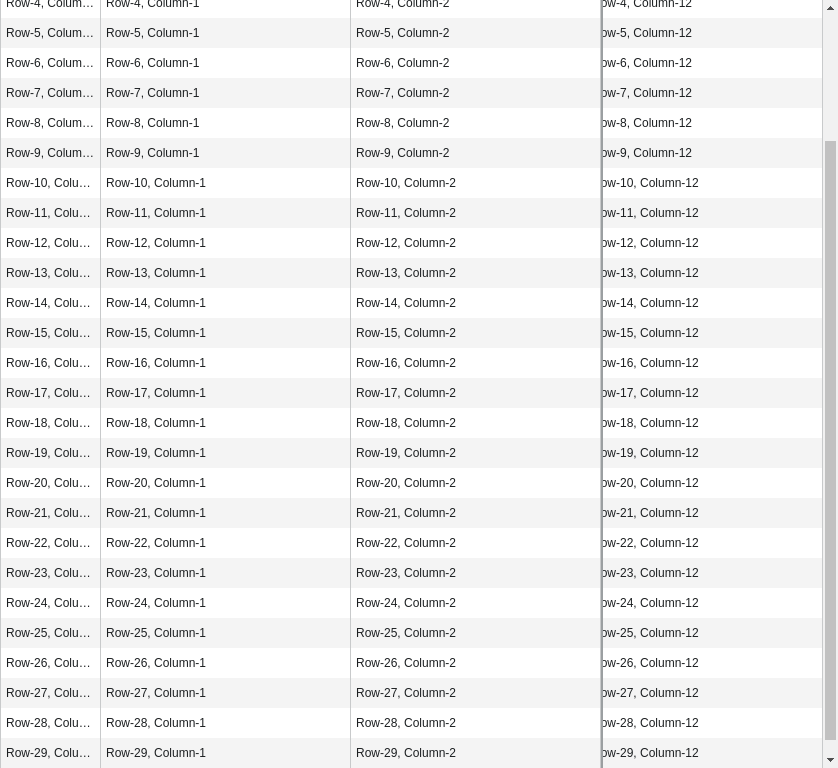 Row-4, Colum… Row-4, Column-1 Row-4, Column-2 ow-4, Column-12
Row-5, Colum… Row-5, Column-1 Row-5, Column-2 ow-5, Column-12
Row-6, Colum… Row-6, Column-1 Row-6, Column-2 ow-6, Column-12
Row-7, Colum… Row-7, Column-1 Row-7, Column-2 ow-7, Column-12
Row-8, Colum… Row-8, Column-1 Row-8, Column-2 ow-8, Column-12
Row-9, Colum… Row-9, Column-1 Row-9, Column-2 ow-9, Column-12
Row-10, Colu… Row-10, Column-1 Row-10, Column-2 ow-10, Column-12
Row-11, Colu… Row-11, Column-1 Row-11, Column-2 ow-11, Column-12
Row-12, Colu… Row-12, Column-1 Row-12, Column-2 ow-12, Column-12
Row-13, Colu… Row-13, Column-1 Row-13, Column-2 ow-13, Column-12
Row-14, Colu… Row-14, Column-1 Row-14, Column-2 ow-14, Column-12
Row-15, Colu… Row-15, Column-1 Row-15, Column-2 ow-15, Column-12
Row-16, Colu… Row-16, Column-1 Row-16, Column-2 ow-16, Column-12
Row-17, Colu… Row-17, Column-1 Row-17, Column-2 ow-17, Column-12
Row-18, Colu… Row-18, Column-1 Row-18, Column-2 ow-18, Column-12
Row-19, Colu… Row-19, Column-1 Row-19, Column-2 ow-19, Column-12
Row-20, Colu… Row-20, Column-1 Row-20, Column-2 ow-20, Column-12
Row-21, Colu… Row-21, Column-1 Row-21, Column-2 ow-21, Column-12
Row-22, Colu… Row-22, Column-1 Row-22, Column-2 ow-22, Column-12
Row-23, Colu… Row-23, Column-1 Row-23, Column-2 ow-23, Column-12
Row-24, Colu… Row-24, Column-1 Row-24, Column-2 ow-24, Column-12
Row-25, Colu… Row-25, Column-1 Row-25, Column-2 ow-25, Column-12
Row-26, Colu… Row-26, Column-1 Row-26, Column-2 ow-26, Column-12
Row-27, Colu… Row-27, Column-1 Row-27, Column-2 ow-27, Column-12
Row-28, Colu… Row-28, Column-1 Row-28, Column-2 ow-28, Column-12
Row-29, Colu… Row-29, Column-1 Row-29, Column-2 ow-29, Column-12